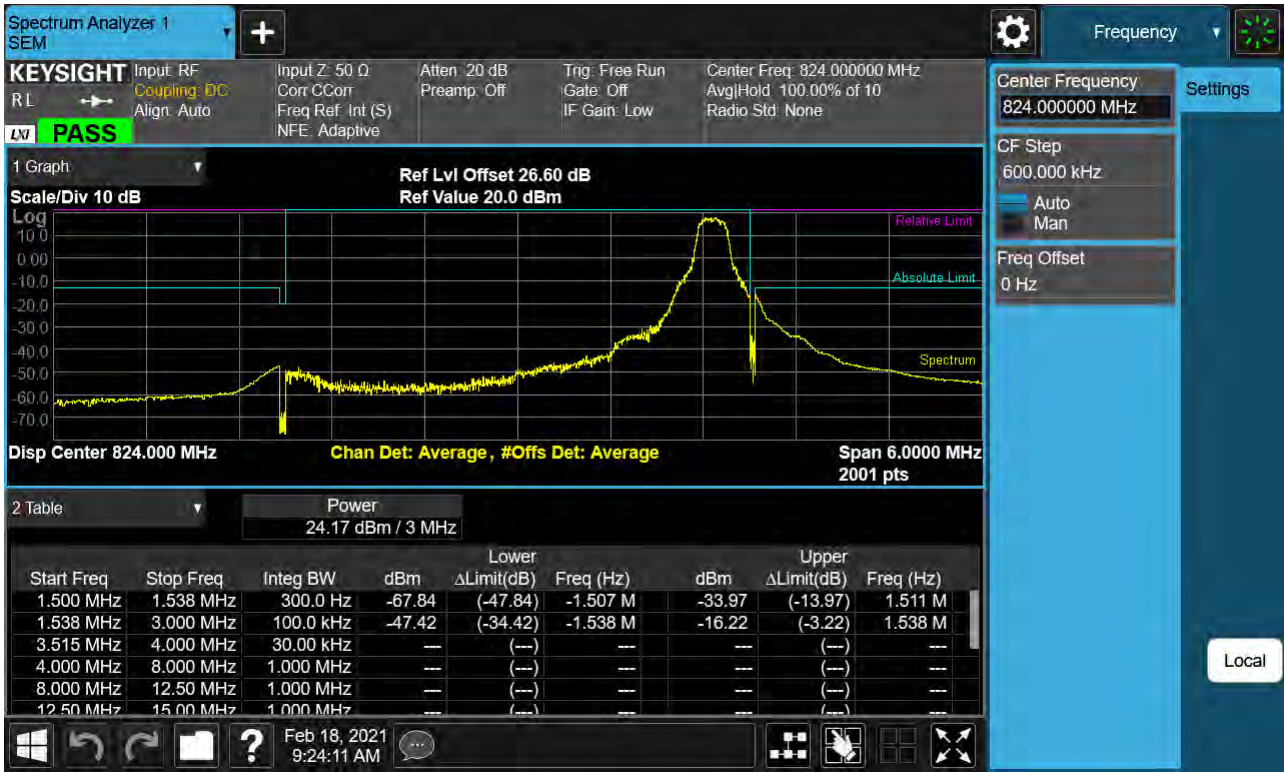 Spectrum Analyzer 1
SEM
+
Frequency
KEYSIGHT
RL
LXI
PASS
Input: RF
Coupling: DC
Align: Auto
Input Z: 50 Ω
Corr CCorr
Freq Ref: Int (S)
NFE: Adaptive
Atten: 20 dB
Preamp: Off
Trig: Free Run
Gate: Off
IF Gain: Low
Center Freq: 824.000000 MHz
Avg|Hold: 100.00% of 10
Radio Std: None
Center Frequency
824.000000 MHz
Settings
CF Step
600.000 kHz
Auto
Man
Freq Offset
0 Hz
Local
1 Graph
Scale/Div 10 dB
Ref Lvl Offset 26.60 dB
Ref Value 20.0 dBm
Log
10.0
0.00
-10.0
-20.0
-30.0
-40.0
-50.0
-60.0
-70.0
Relative Limit
Absolute Limit
Spectrum
Disp Center 824.000 MHz
Chan Det: Average, #Offs Det: Average
Span 6.0000 MHz
2001 pts
2 Table
Power
24.17 dBm / 3 MHz
Lower Upper
Start Freq Stop Freq Integ BW dBm ΔLimit(dB) Freq (Hz) dBm ΔLimit(dB) Freq (Hz)
1.500 MHz 1.538 MHz 300.0 Hz -67.84 (-47.84) -1.507 M -33.97 (-13.97) 1.511 M
1.538 MHz 3.000 MHz 100.0 kHz -47.42 (-34.42) -1.538 M -16.22 (-3.22) 1.538 M
3.515 MHz 4.000 MHz 30.00 kHz --- (---) --- --- (---) ---
4.000 MHz 8.000 MHz 1.000 MHz --- (---) --- --- (---) ---
8.000 MHz 12.50 MHz 1.000 MHz --- (---) --- --- (---) ---
12.50 MHz 15.00 MHz 1.000 MHz --- (---) --- --- (---) ---
?
Feb 18, 2021
9:24:11 AM